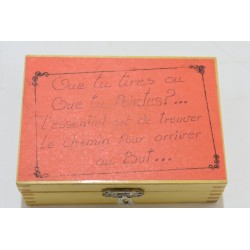 Que tu tires ou
Que tu Pointes?...
L'essentiel est de trouver
Le chemin Pour arriver
au But...